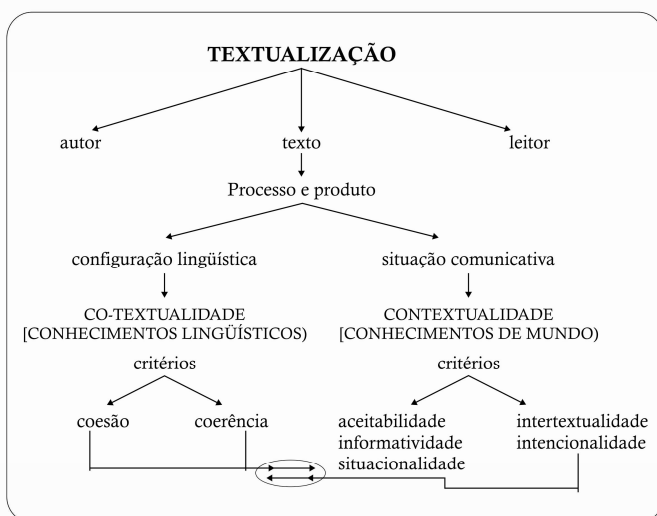 TEXTUALIZAÇÃO
autor texto leitor
Processo e produto
configuração lingüística situação comunicativa
CO-TEXTUALIDADE CONTEXTUALIDADE
[CONHECIMENTOS LINGÜÍSTICOS) [CONHECIMENTOS DE MUNDO)
critérios critérios
coesão coerência aceitabilidade intertextualidade
informatividade intencionalidade
situacionalidade